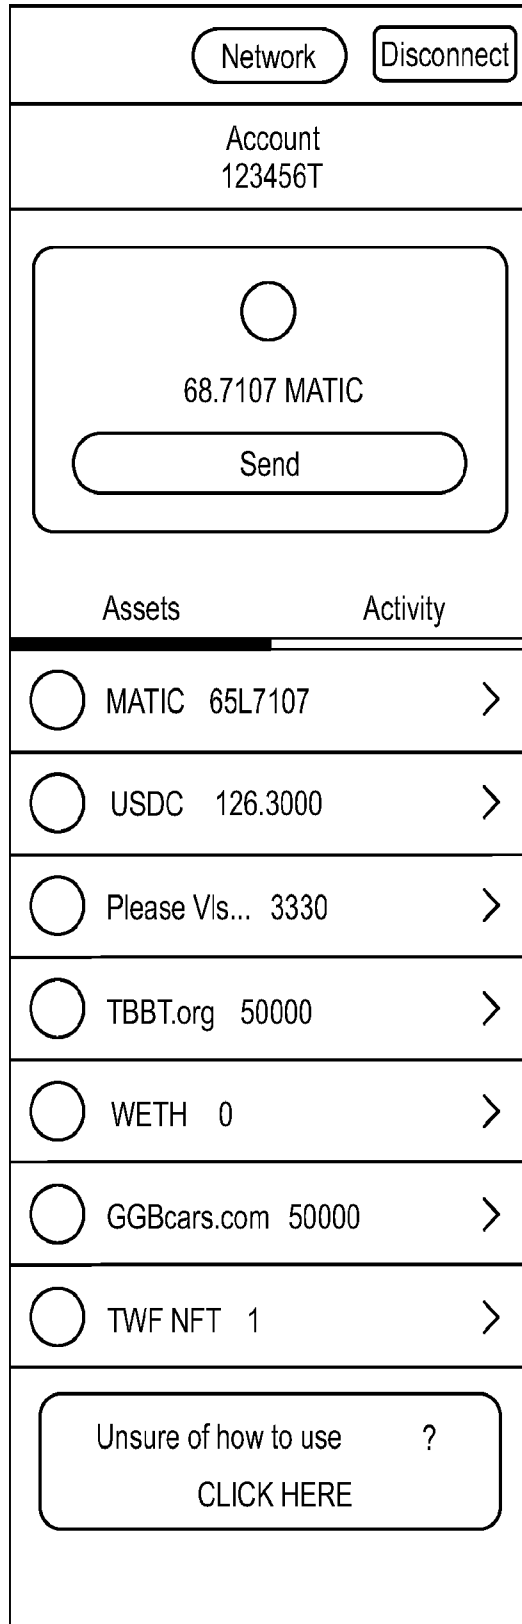 Network Disconnect
Account
123456T
68.7107 MATIC
Send
Assets Activity
MATIC 65L7107
USDC 126.3000
Please VIs... 3330
TBBT.org 50000
WETH 0
GGBcars.com 50000
TWF NFT 1
Unsure of how to use ?
CLICK HERE